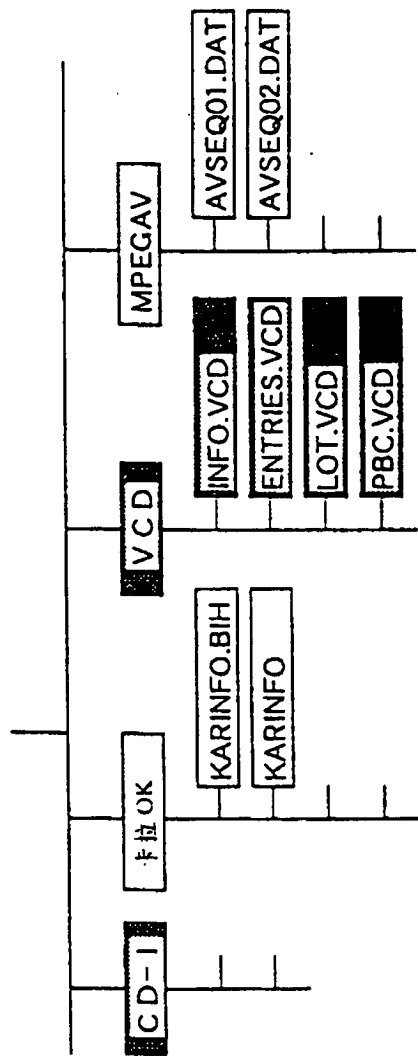 CD-I
卡拉OK
KARINFO.BIH
KARINFO
VCD
INFO.VCD
ENTRIES.VCD
LOT.VCD
PBC.VCD
MPEGAV
AVSEQ01.DAT
AVSEQ02.DAT